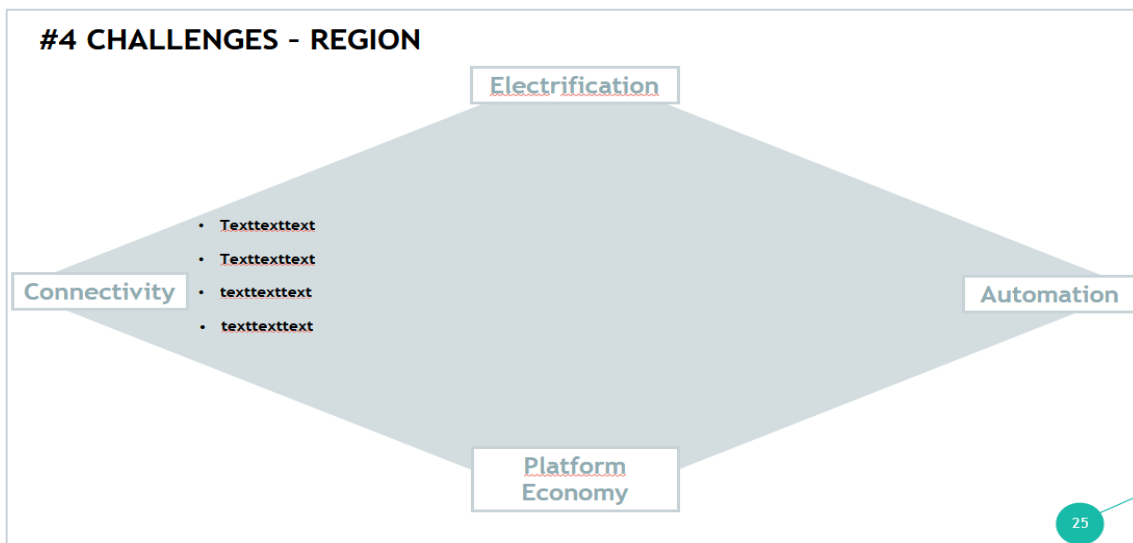 #4 CHALLENGES - REGION
Electrification
• Texttexttext
• Texttexttext
Connectivity
• texttexttext
Automation
• texttexttext
Platform
Economy
25